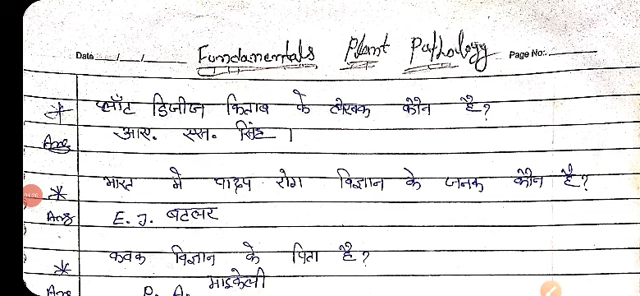 Date ___/___/___ Fundamentals Plant Pathology Page No:.
* प्लाँट डिजीज किताब के लेखक कौन है?
Ans आर. एस. सिंह ।
* भारत में पादप रोग विज्ञान के जनक कौन है?
Ans E. J. बटलर
* कवक विज्ञान के पिता है?
Ans P. A. माइकेली